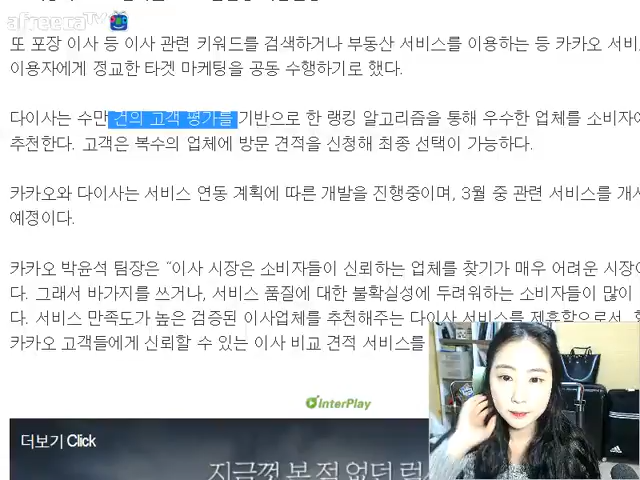 afreecaTV
또 포장 이사 등 이사 관련 키워드를 검색하거나 부동산 서비스를 이용하는 등 카카오 서비
이용자에게 정교한 타겟 마케팅을 공동 수행하기로 했다.
다이사는 수만 건의 고객 평가를 기반으로 한 랭킹 알고리즘을 통해 우수한 업체를 소비자에
추천한다. 고객은 복수의 업체에 방문 견적을 신청해 최종 선택이 가능하다.
카카오와 다이사는 서비스 연동 계획에 따른 개발을 진행중이며, 3월 중 관련 서비스를 개시
예정이다.
카카오 박윤석 팀장은 “이사 시장은 소비자들이 신뢰하는 업체를 찾기가 매우 어려운 시장이
다. 그래서 바가지를 쓰거나, 서비스 품질에 대한 불확실성에 두려워하는 소비자들이 많이
다. 서비스 만족도가 높은 검증된 이사업체를 추천해주는 다이사 서비스를 제휴함으로서,
카카오 고객들에게 신뢰할 수 있는 이사 비교 견적 서비스를
InterPlay
더보기 Click
지금껏 본 적 없던